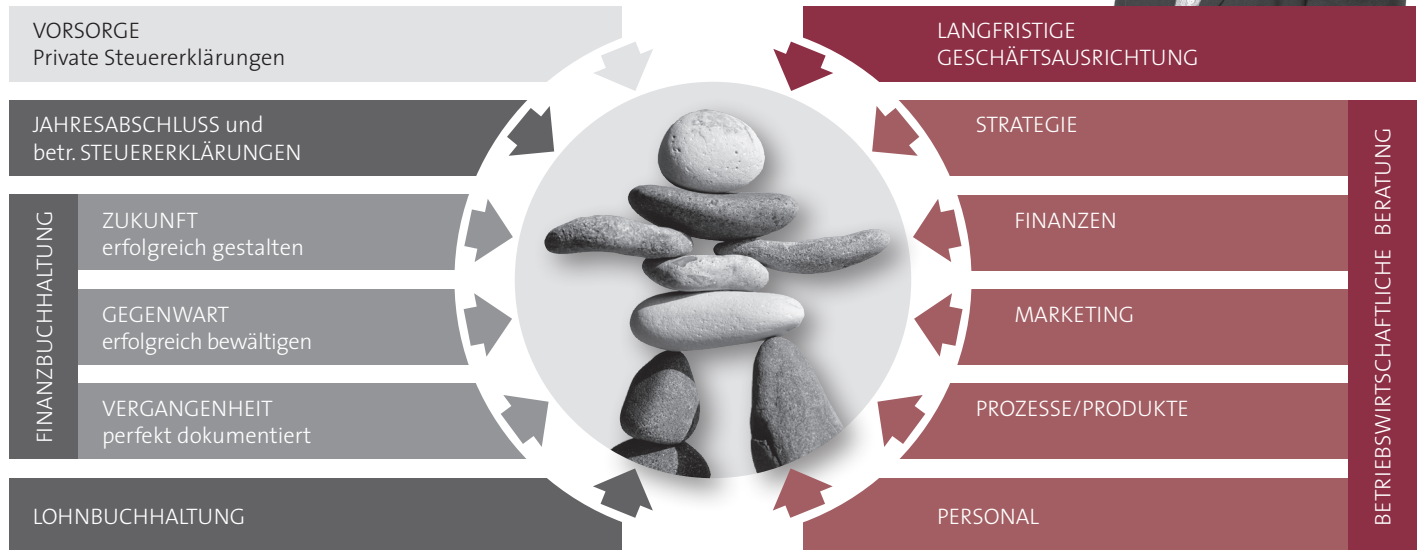 VORSORGE
Private Steuererklärungen
JAHRESABSCHLUSS und
betr. STEUERERKLÄRUNGEN
FINANZBUCHHALTUNG
ZUKUNFT
erfolgreich gestalten
GEGENWART
erfolgreich bewältigen
VERGANGENHEIT
perfekt dokumentiert
LOHNBUCHHALTUNG
LANGFRISTIGE
GESCHÄFTSAUSRICHTUNG
STRATEGIE
FINANZEN
MARKETING
PROZESSE/PRODUKTE
PERSONAL
BETRIEBSWIRTSCHAFTLICHE BERATUNG